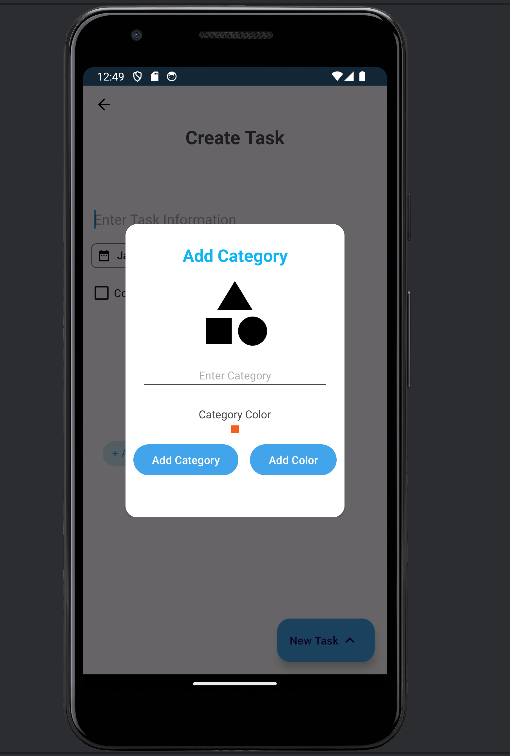 12:49
Create Task
Enter Task Information
Ja
Add Category
Co
Enter Category
Category Color
+ A
Add Category
Add Color
New Task